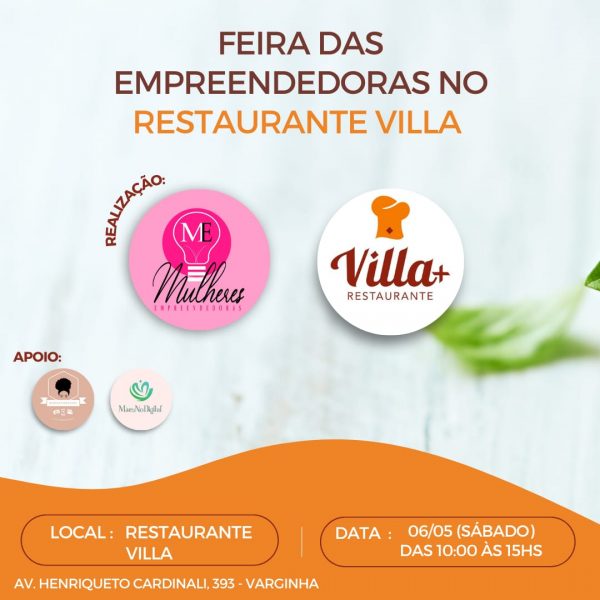 FEIRA DAS
EMPREENDEDORAS NO
RESTAURANTE VILLA
REALIZAÇÃO:
ME
Mulheres
EMPREENDEDORAS
Villa+
RESTAURANTE
APOIO:
MãesNoDigital
LOCAL : RESTAURANTE
VILLA
DATA : 06/05 (SÁBADO)
DAS 10:00 ÀS 15HS
AV. HENRIQUETO CARDINALI, 393 - VARGINHA